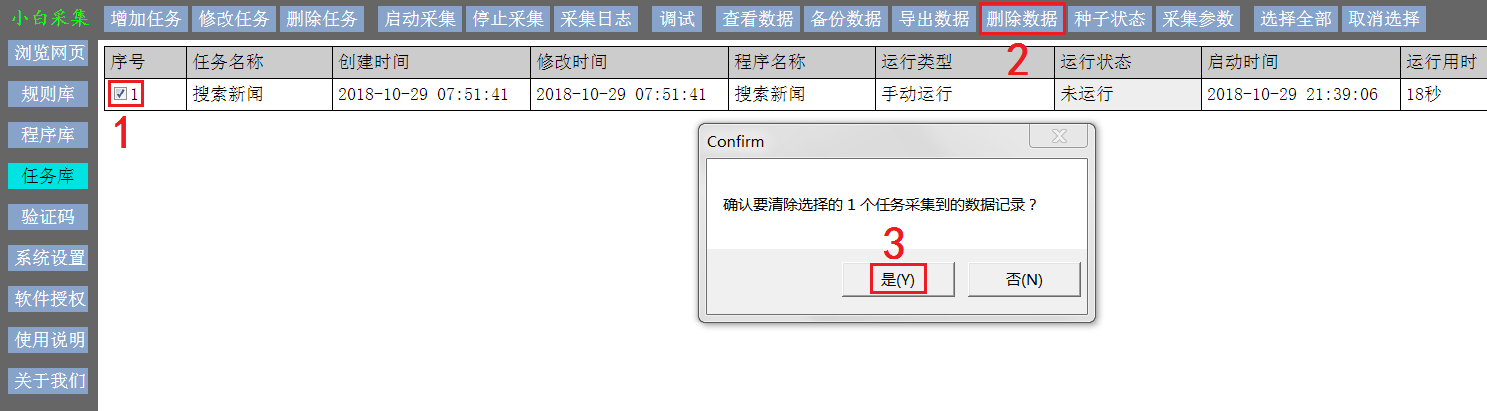 小白采集 增加任务 修改任务 删除任务 启动采集 停止采集 采集日志 调试 查看数据 备份数据 导出数据 删除数据 种子状态 采集参数 选择全部 取消选择
浏览网页
规则库
程序库
任务库
验证码
系统设置
软件授权
使用说明
关于我们
序号 任务名称 创建时间 修改时间 程序名称 运行类型 2 运行状态 启动时间 运行用时
1 搜索新闻 2018-10-29 07:51:41 2018-10-29 07:51:41 搜索新闻 手动运行 未运行 2018-10-29 21:39:06 18秒
1
Confirm
确认要清除选择的 1 个任务采集到的数据记录？
3
是(Y) 否(N)